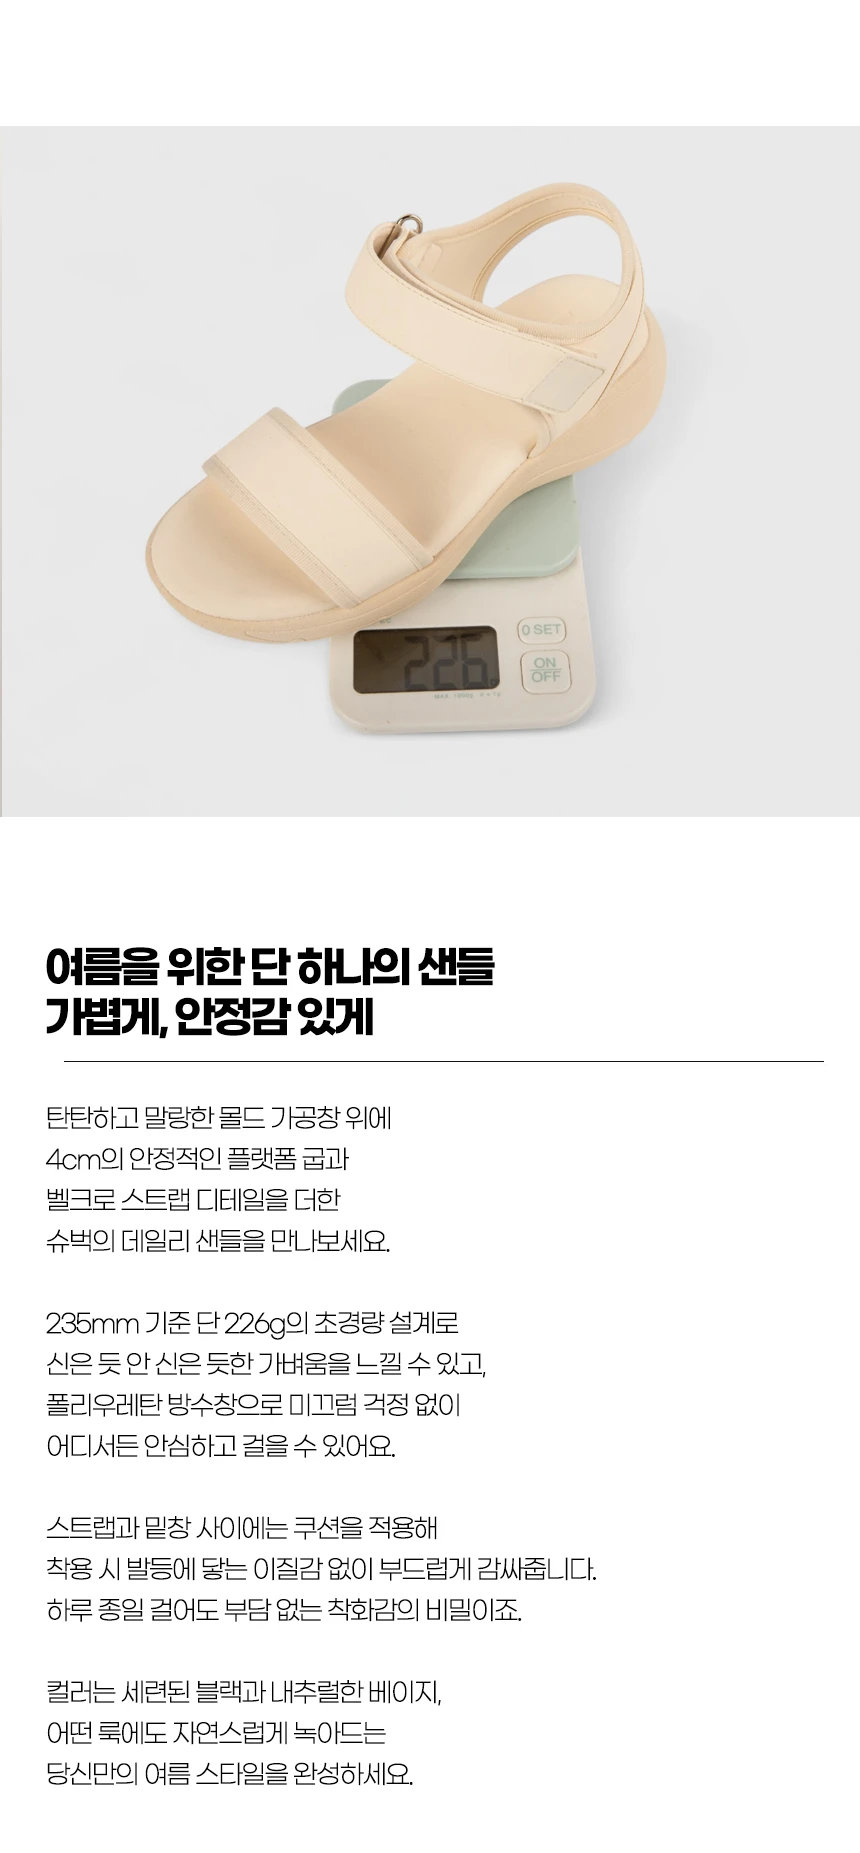 226
0 SET
ON
OFF
MAX. 1000g d = 1g
여름을 위한 단 하나의 샌들
가볍게, 안정감 있게
탄탄하고 말랑한 몰드 가공창 위에
4cm의 안정적인 플랫폼 굽과
벨크로 스트랩 디테일을 더한
슈벅의 데일리 샌들을 만나보세요.
235mm 기준 단 226g의 초경량 설계로
신은 듯 안 신은 듯한 가벼움을 느낄 수 있고,
폴리우레탄 방수창으로 미끄럼 걱정 없이
어디서든 안심하고 걸을 수 있어요.
스트랩과 밑창 사이에는 쿠션을 적용해
착용 시 발등에 닿는 이질감 없이 부드럽게 감싸줍니다.
하루 종일 걸어도 부담 없는 착화감의 비밀이죠.
컬러는 세련된 블랙과 내추럴한 베이지,
어떤 룩에도 자연스럽게 녹아드는
당신만의 여름 스타일을 완성하세요.